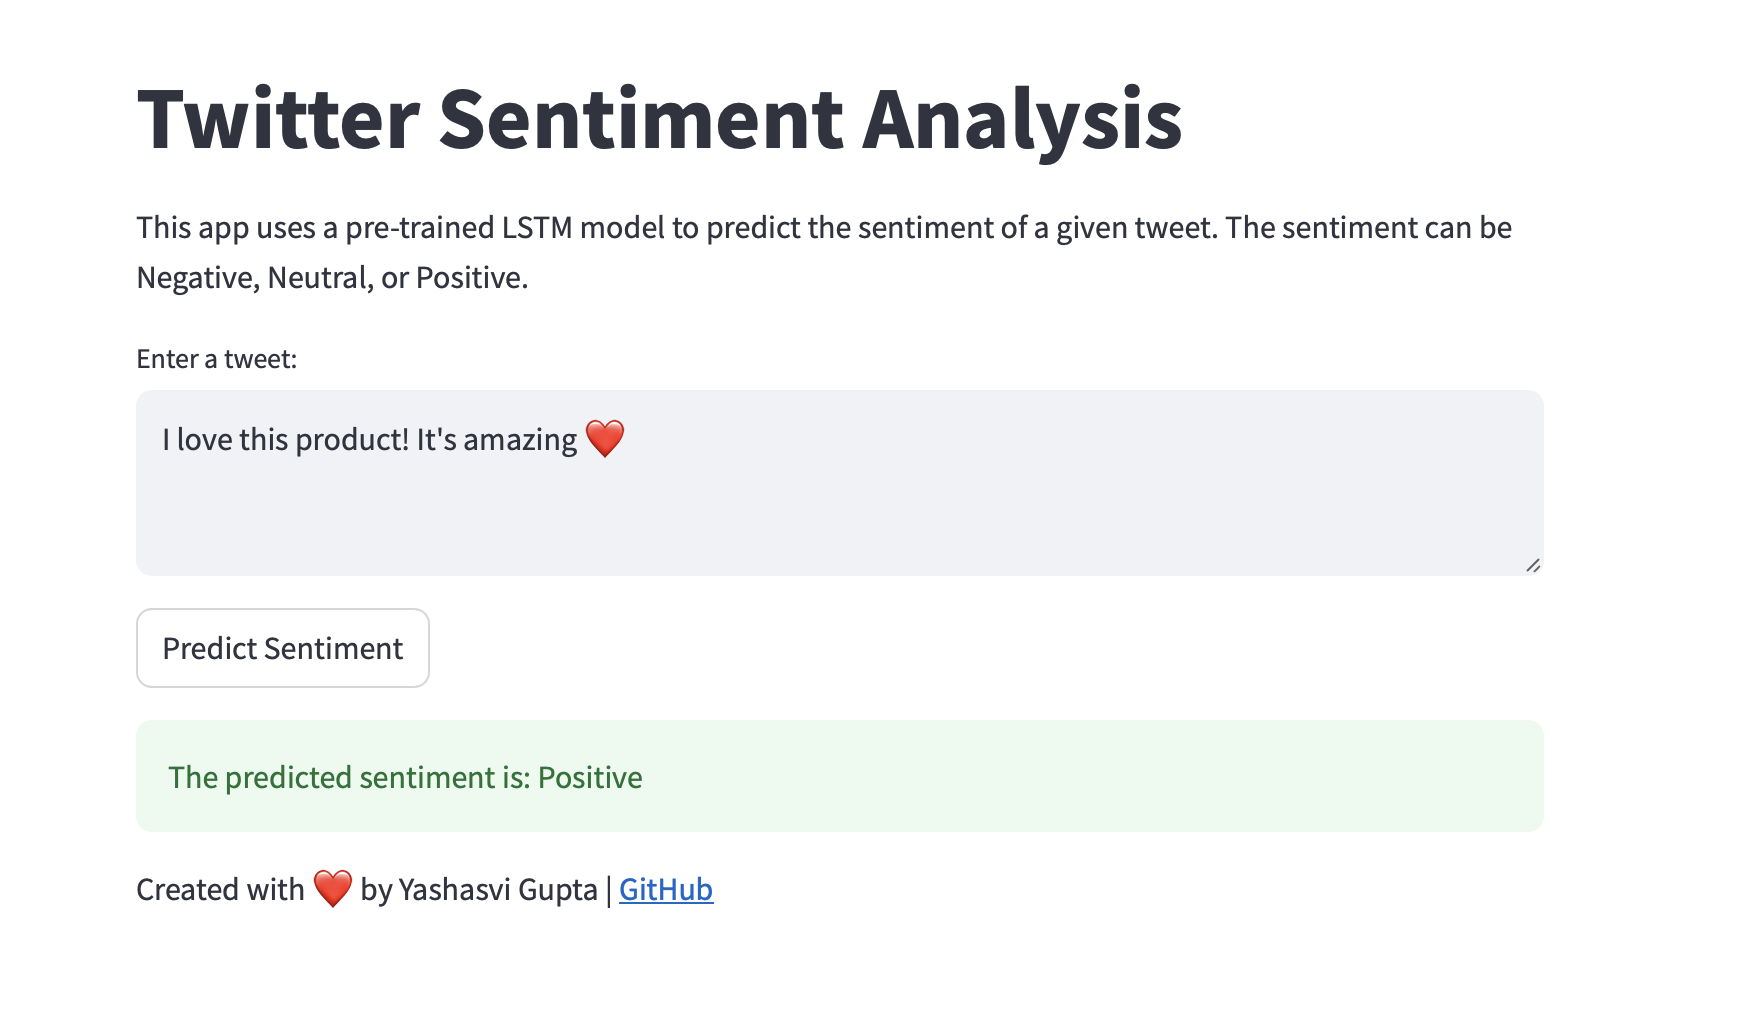 Twitter Sentiment Analysis
This app uses a pre-trained LSTM model to predict the sentiment of a given tweet. The sentiment can be
Negative, Neutral, or Positive.
Enter a tweet:
I love this product! It's amazing ❤️
Predict Sentiment
The predicted sentiment is: Positive
Created with ❤️ by Yashasvi Gupta | GitHub